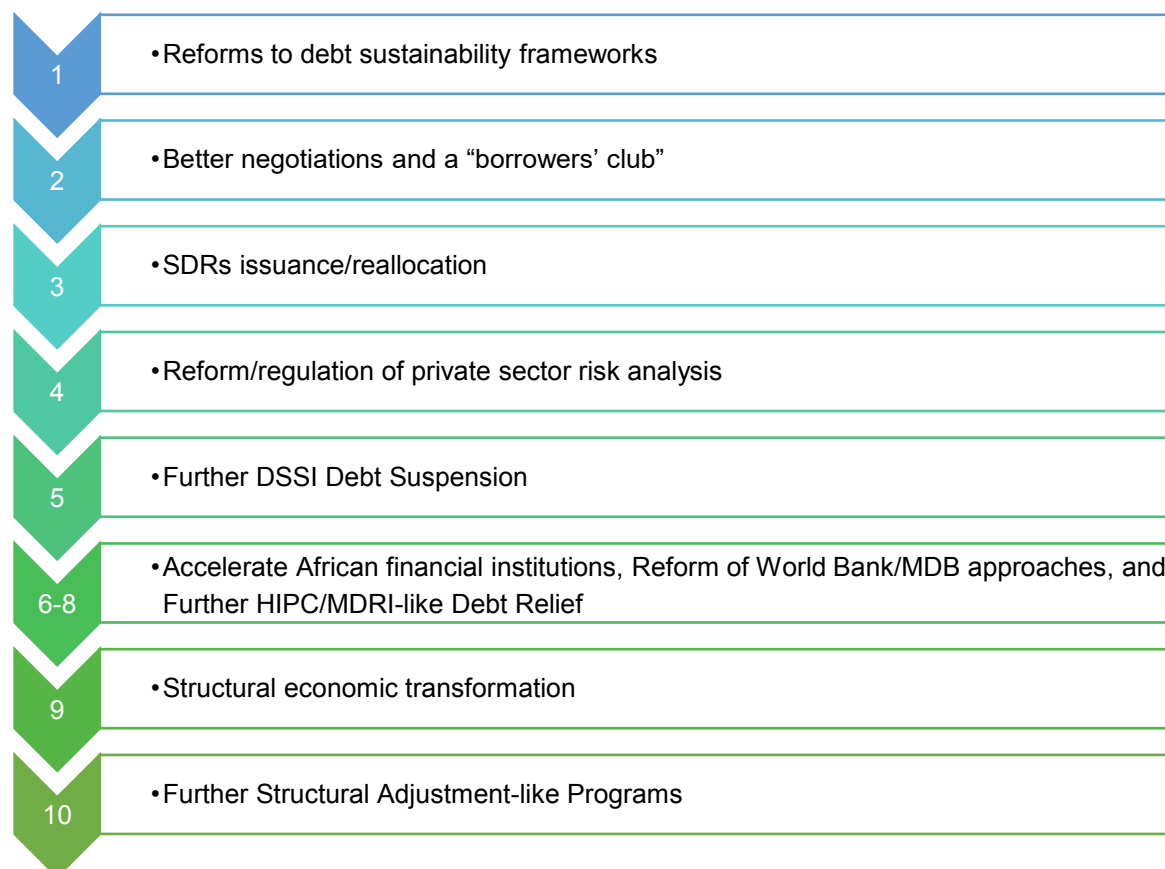 1
•Reforms to debt sustainability frameworks
2
•Better negotiations and a “borrowers’ club”
3
•SDRs issuance/reallocation
4
•Reform/regulation of private sector risk analysis
5
•Further DSSI Debt Suspension
6-8
•Accelerate African financial institutions, Reform of World Bank/MDB approaches, and
Further HIPC/MDRI-like Debt Relief
9
•Structural economic transformation
10
•Further Structural Adjustment-like Programs